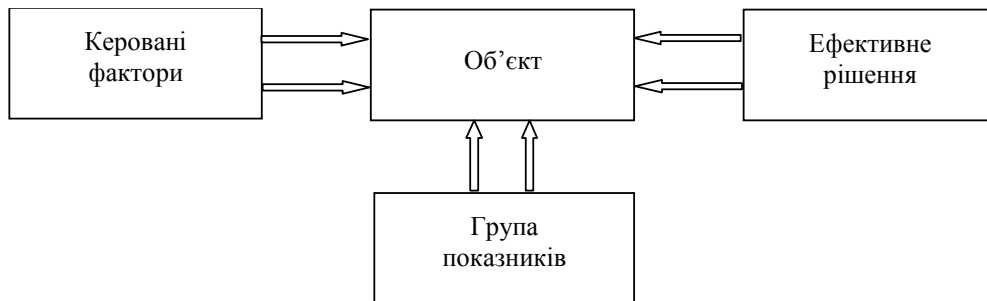 Керовані
фактори
Об’єкт
Ефективне
рішення
Група
показників